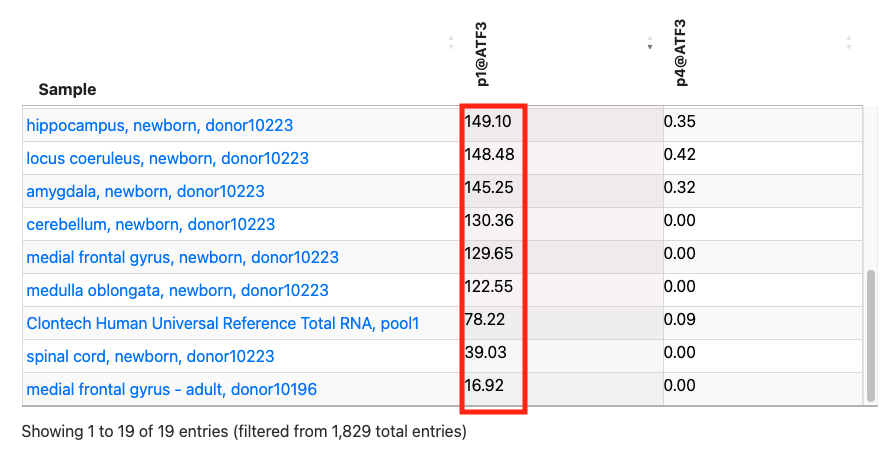 Sample p1@ATF3 p4@ATF3
hippocampus, newborn, donor10223 149.10 0.35
locus coeruleus, newborn, donor10223 148.48 0.42
amygdala, newborn, donor10223 145.25 0.32
cerebellum, newborn, donor10223 130.36 0.00
medial frontal gyrus, newborn, donor10223 129.65 0.00
medulla oblongata, newborn, donor10223 122.55 0.00
Clontech Human Universal Reference Total RNA, pool1 78.22 0.09
spinal cord, newborn, donor10223 39.03 0.00
medial frontal gyrus - adult, donor10196 16.92 0.00
Showing 1 to 19 of 19 entries (filtered from 1,829 total entries)